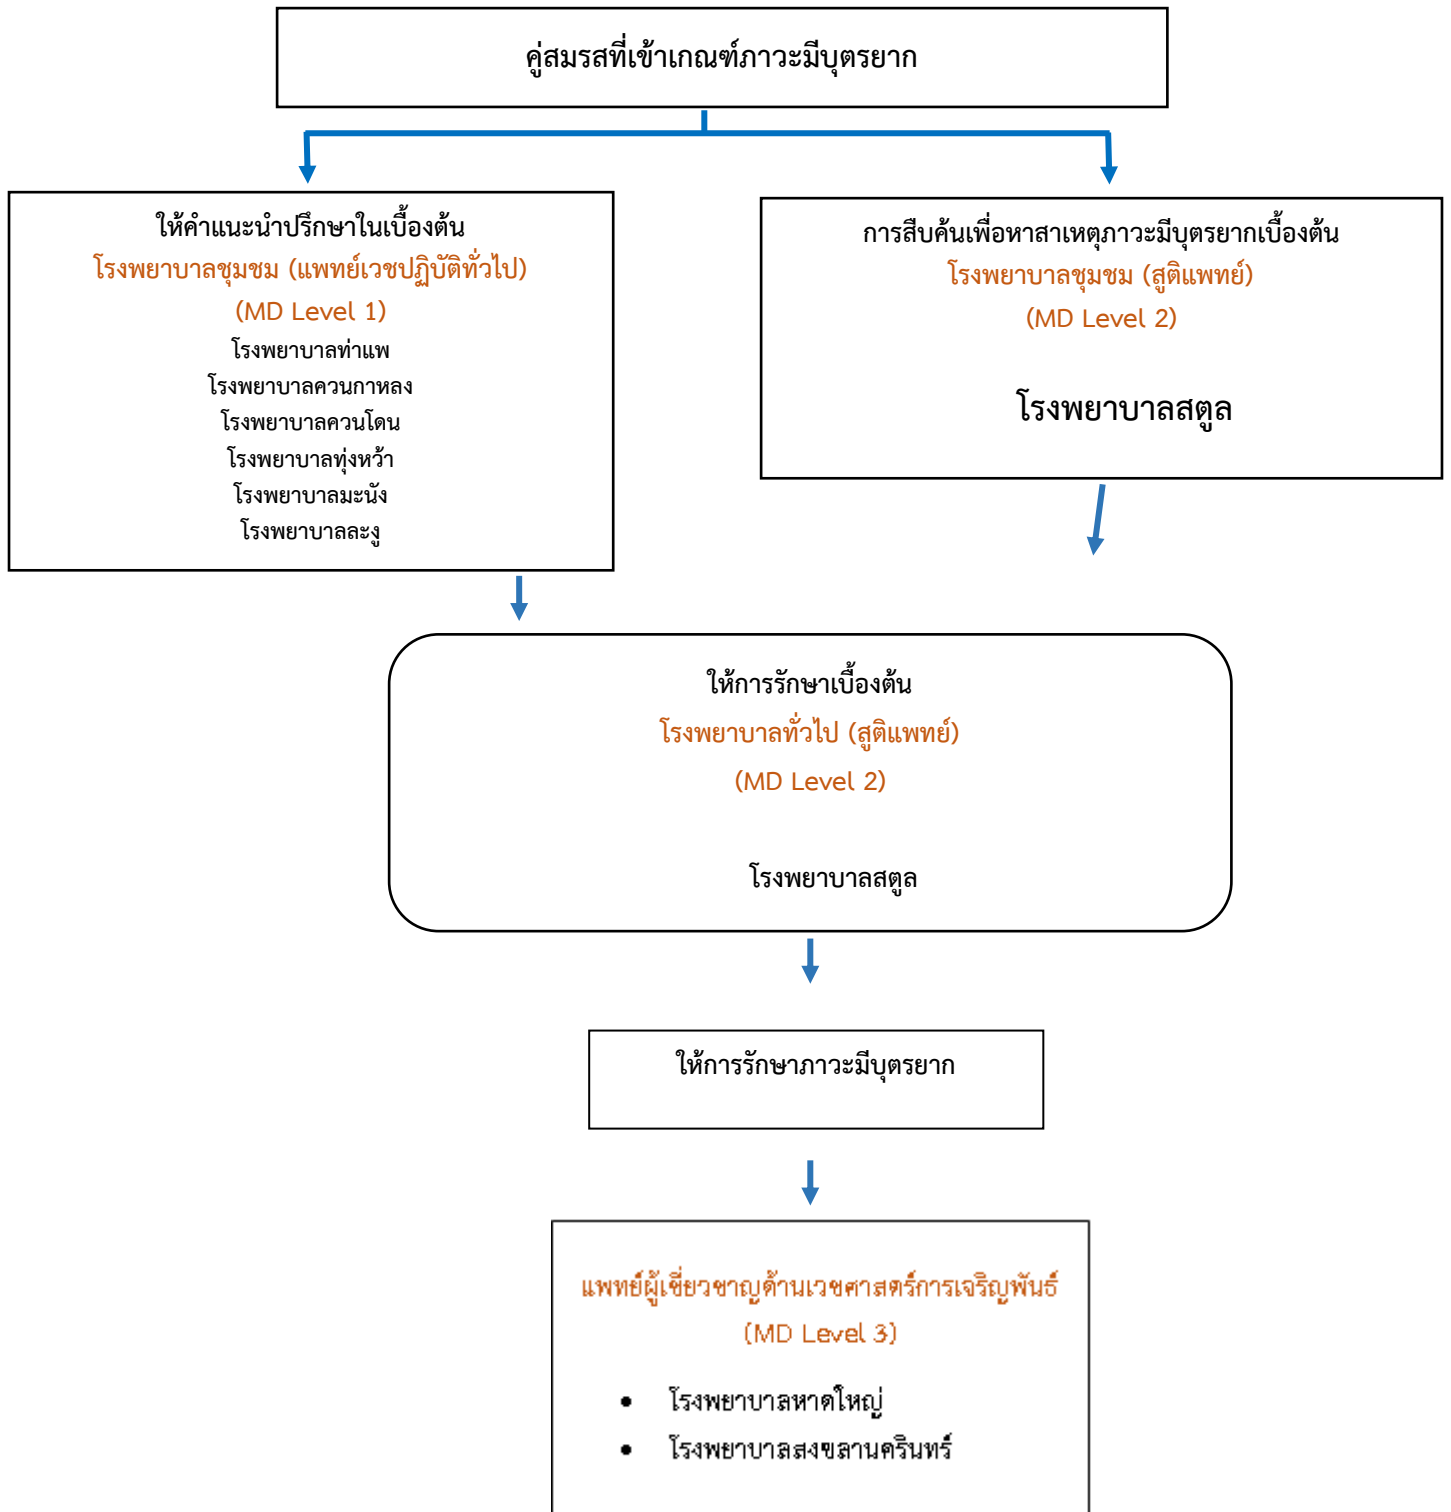 คู่สมรสที่เข้าเกณฑ์ภาวะมีบุตรยาก
ให้คำแนะนำปรึกษาในเบื้องต้น
โรงพยาบาลชุมชม (แพทย์เวชปฏิบัติทั่วไป)
(MD Level 1)
โรงพยาบาลท่าแพ
โรงพยาบาลควนกาหลง
โรงพยาบาลควนโดน
โรงพยาบาลทุ่งหว้า
โรงพยาบาลมะนัง
โรงพยาบาลละงู
การสืบค้นเพื่อหาสาเหตุภาวะมีบุตรยากเบื้องต้น
โรงพยาบาลชุมชม (สูติแพทย์)
(MD Level 2)
โรงพยาบาลสตูล
ให้การรักษาเบื้องต้น
โรงพยาบาลทั่วไป (สูติแพทย์)
(MD Level 2)
โรงพยาบาลสตูล
ให้การรักษาภาวะมีบุตรยาก
แพทย์ผู้เชี่ยวชาญด้านเวชศาสตร์การเจริญพันธ์
(MD Level 3)
• โรงพยาบาลหาดใหญ่
• โรงพยาบาลสงขลานครินทร์